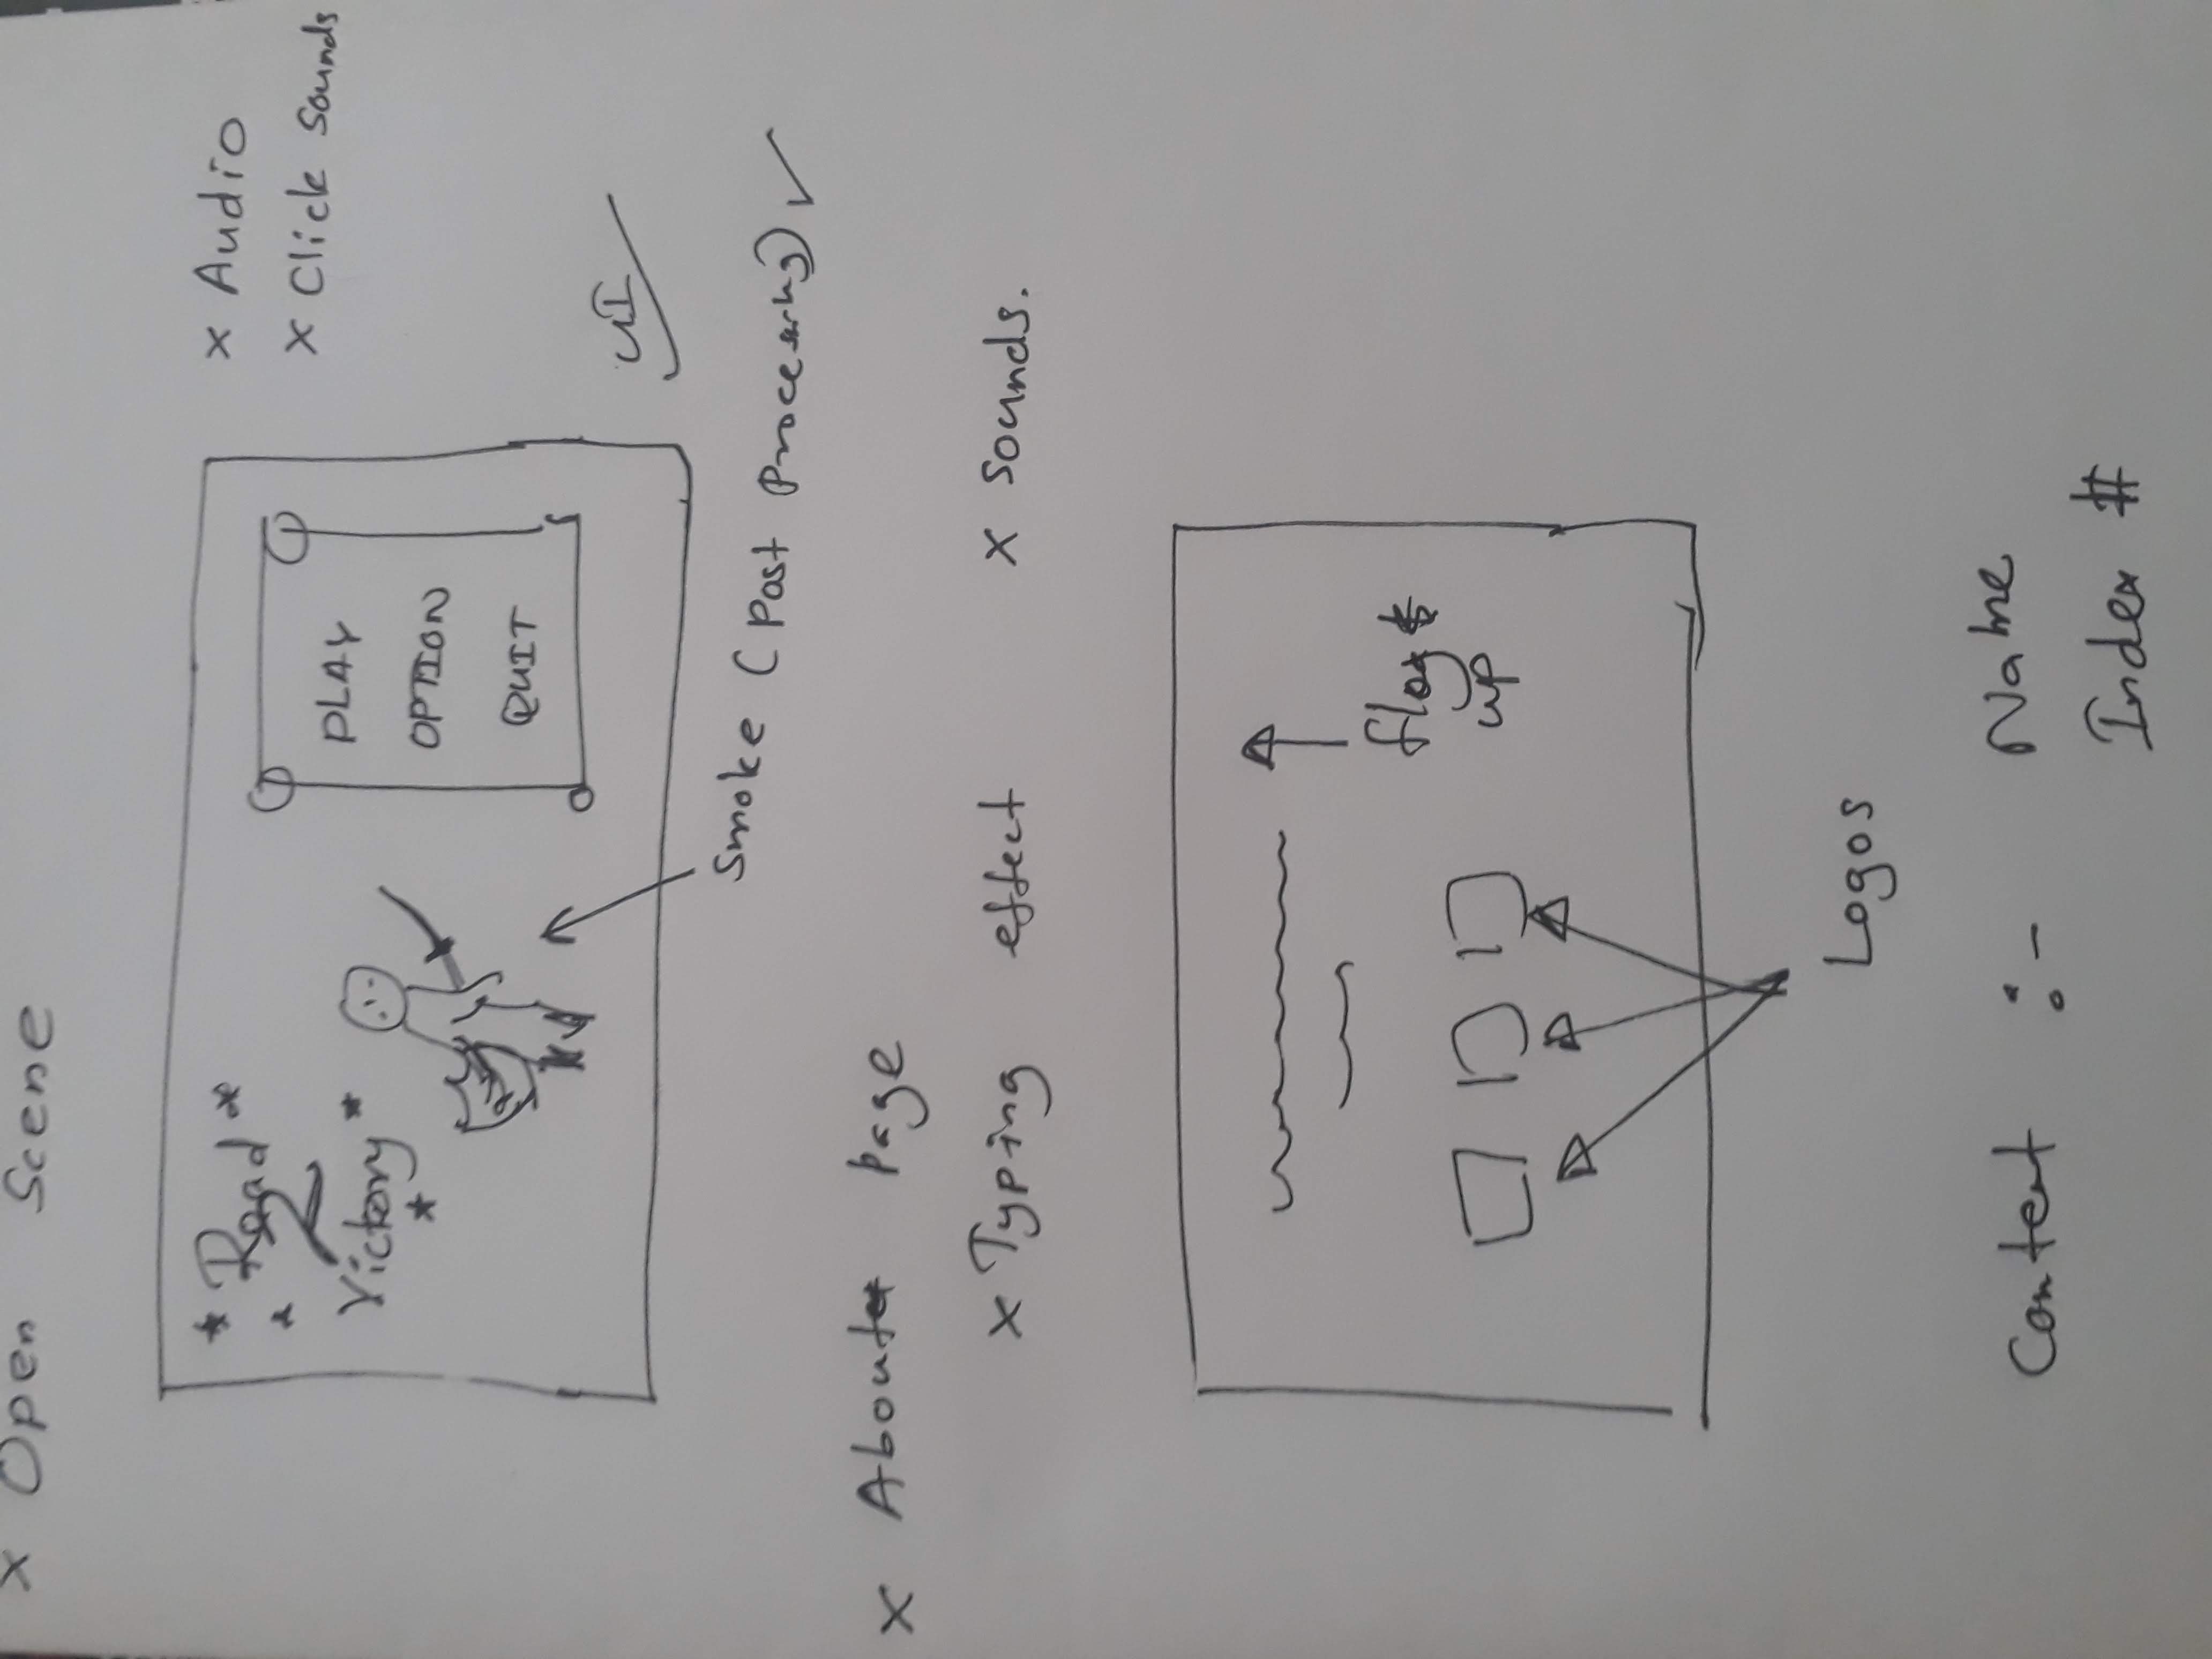 x Open Scene
* Road *
* 2
Victory *
*
PLAY
OPTION
QUIT
x Audio
x Click Sounds
UI
Smoke (Post Processing) ✓
x About Page
x Typing effect x sounds.
up
Logos
Content :- Name
Index #